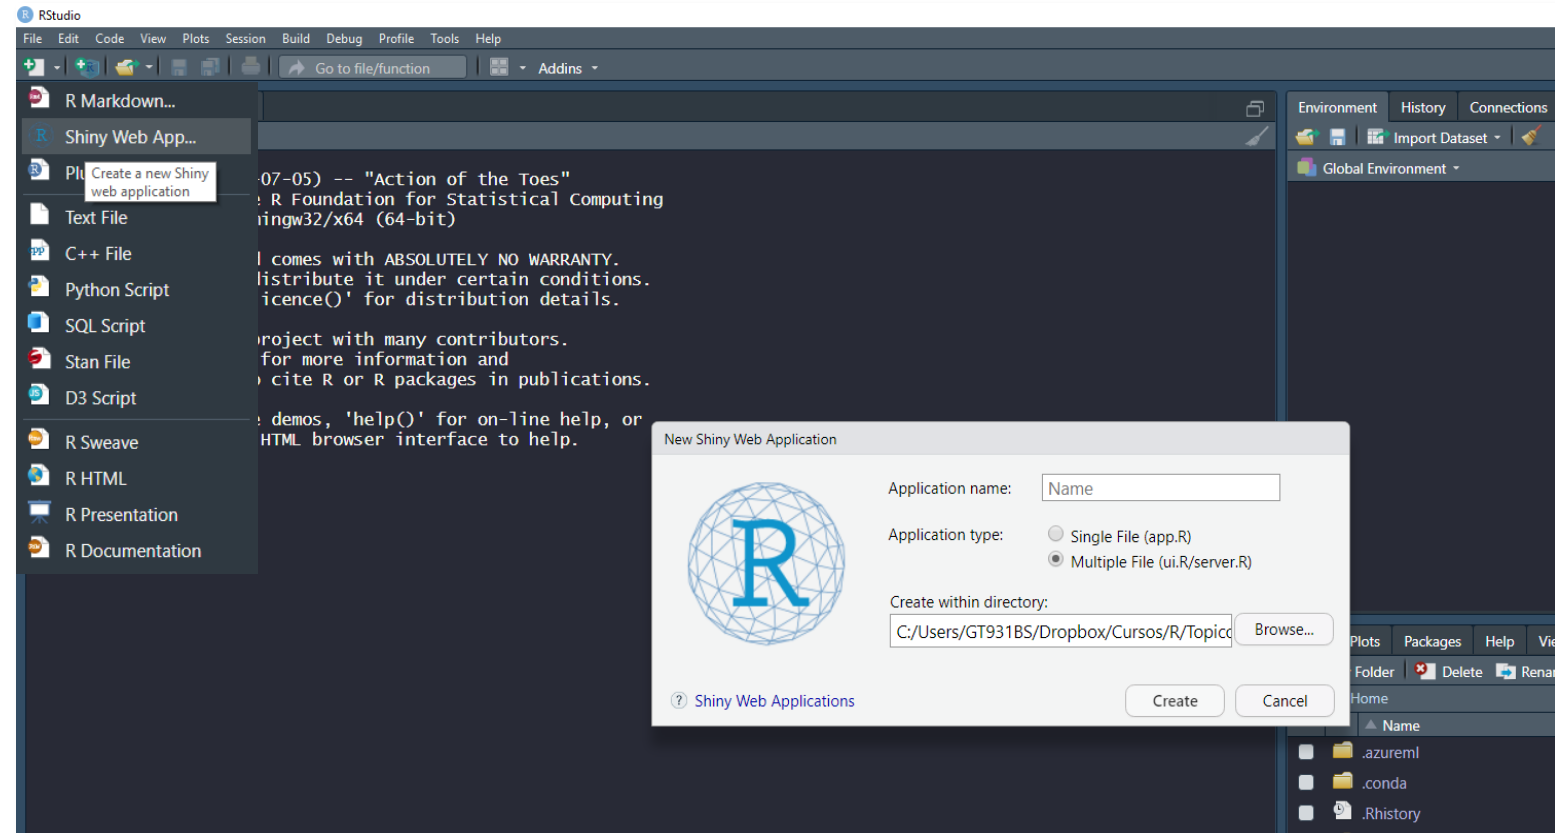 RStudio
File Edit Code View Plots Session Build Debug Profile Tools Help
Go to file/function Addins
R Markdown...
Shiny Web App...
Create a new Shiny
web application
Text File
C++ File
Python Script
SQL Script
Stan File
D3 Script
R Sweave
R HTML
R Presentation
R Documentation
-07-05) -- "Action of the Toes"
R Foundation for Statistical Computing
ingw32/x64 (64-bit)
comes with ABSOLUTELY NO WARRANTY.
istribute it under certain conditions.
icence()' for distribution details.
roject with many contributors.
for more information and
cite R or R packages in publications.
demos, 'help()' for on-line help, or
HTML browser interface to help.
Environment History Connections
Import Dataset
Global Environment
New Shiny Web Application
R
Application name: Name
Application type: Single File (app.R)
Multiple File (ui.R/server.R)
Create within directory:
C:/Users/GT931BS/Dropbox/Cursos/R/Topic Browse...
? Shiny Web Applications Create Cancel
Plots Packages Help Vie
Folder Delete Renam
Home
Name
.azureml
.conda
.Rhistory